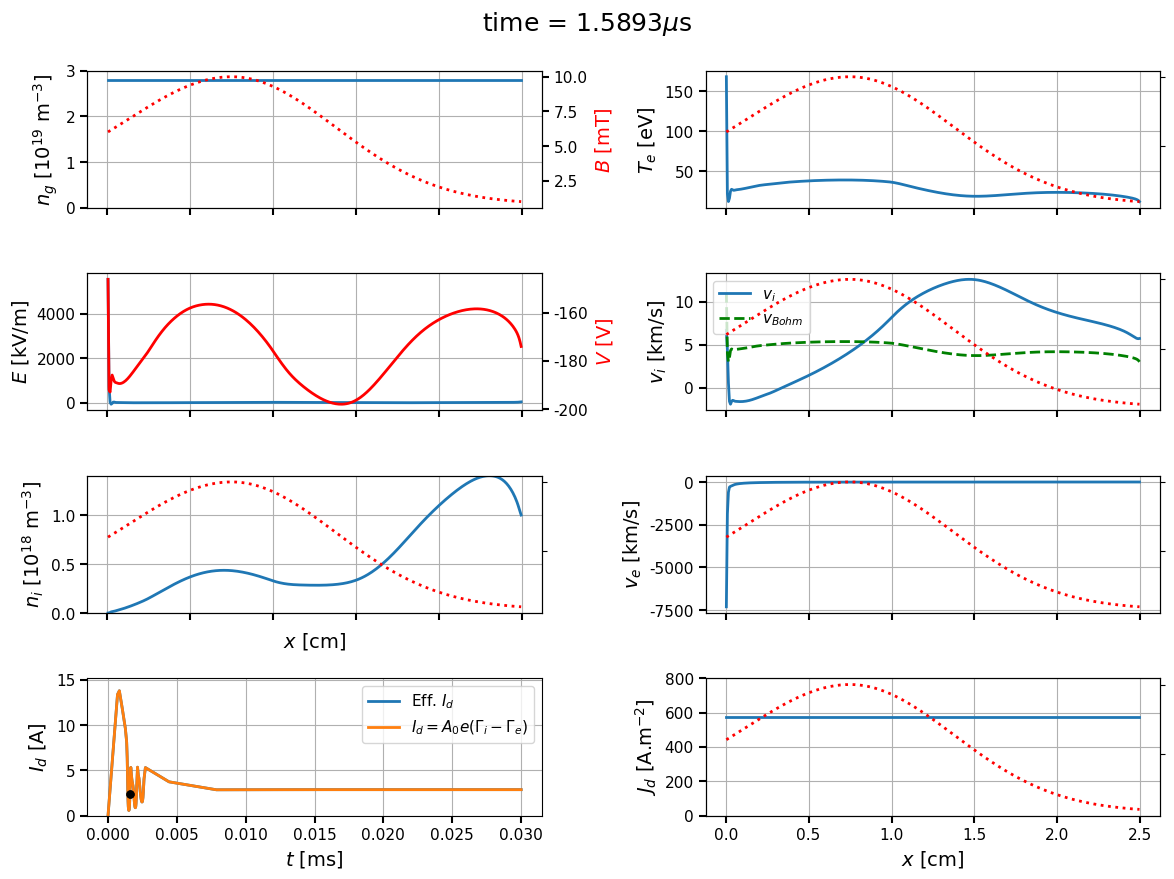 time = 1.5893μs
n_g [10^19 m^−3]
3
2
1
0
10.0
7.5
5.0
2.5
B [mT]
T_e [eV]
150
100
50
E [kV/m]
4000
2000
0
-160
-180
-200
V [V]
v_i [km/s]
10
5
0
v_i
v_Bohm
n_i [10^18 m^−3]
1.0
0.5
0.0
x [cm]
v_e [km/s]
0
-2500
-5000
-7500
I_d [A]
15
10
5
0
Eff. I_d
I_d = A_0e(Γ_i − Γ_e)
0.000 0.005 0.010 0.015 0.020 0.025 0.030
t [ms]
J_d [A.m^−2]
800
600
400
200
0
0.0 0.5 1.0 1.5 2.0 2.5
x [cm]